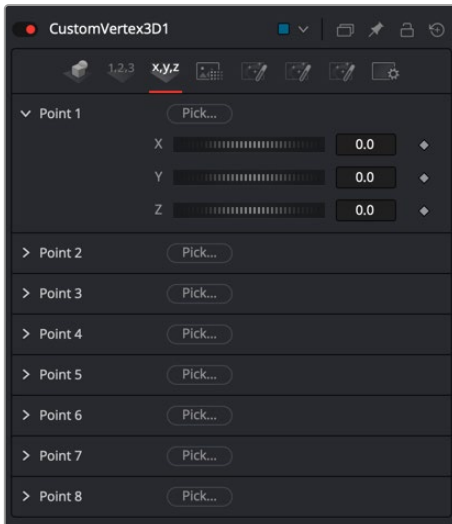 CustomVertex3D1
1,2,3 x,y,z
Point 1 Pick...
X 0.0
Y 0.0
Z 0.0
Point 2 Pick...
Point 3 Pick...
Point 4 Pick...
Point 5 Pick...
Point 6 Pick...
Point 7 Pick...
Point 8 Pick...